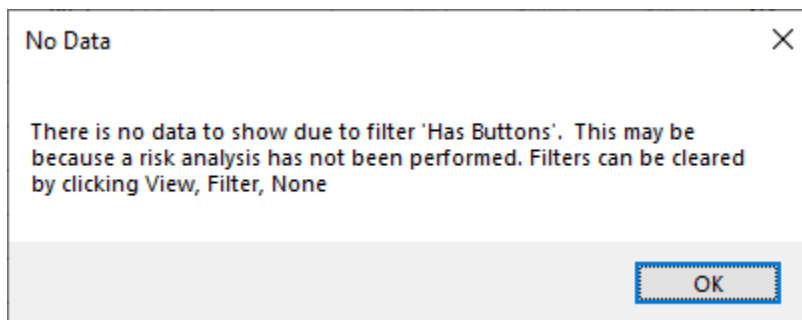 No Data
There is no data to show due to filter 'Has Buttons'.  This may be
because a risk analysis has not been performed. Filters can be cleared
by clicking View, Filter, None
OK